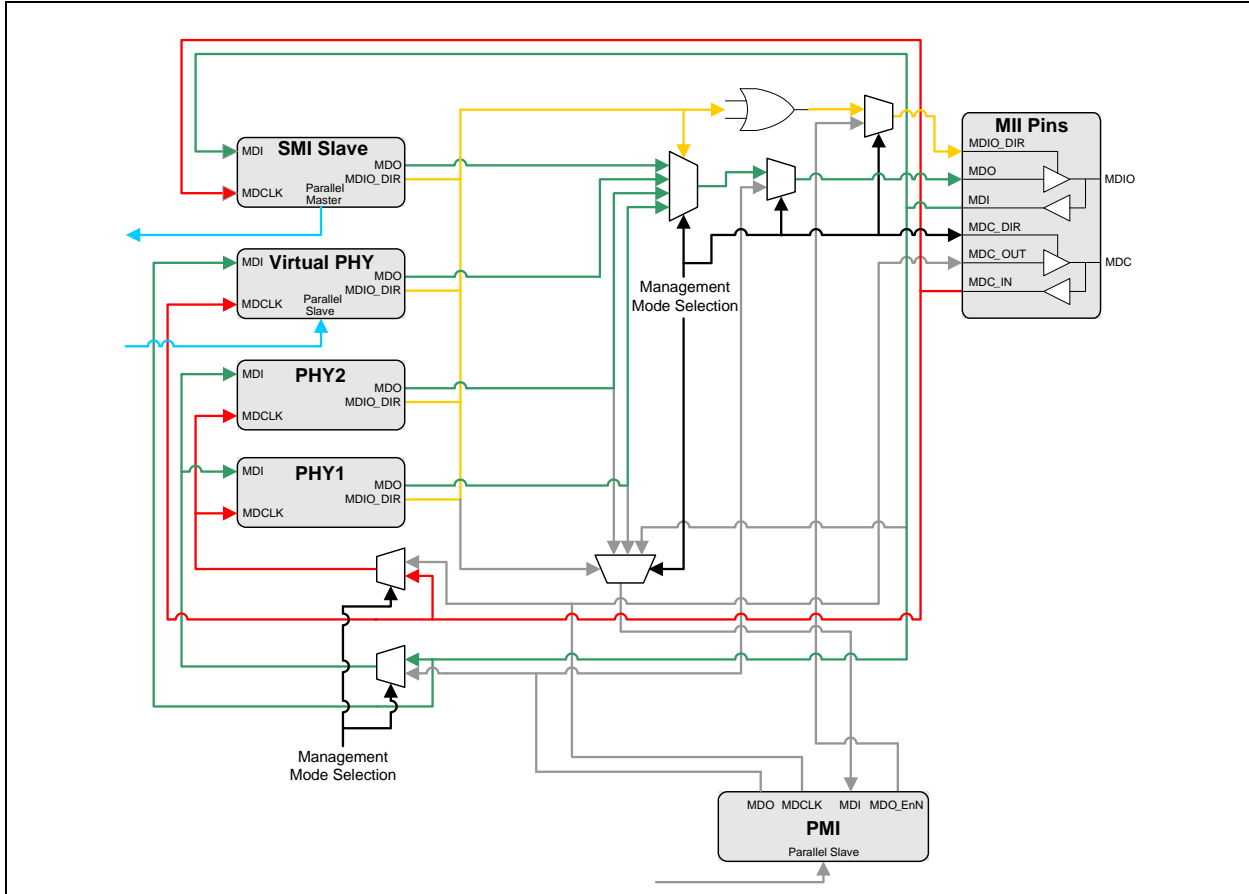 SMI Slave
MDI
MDO
MDIO_DIR
MDCLK
Parallel
Master
MII Pins
MDIO_DIR
MDO
MDIO
MDI
MDC_DIR
MDC_OUT
MDC
MDC_IN
Virtual PHY
MDI
MDO
MDIO_DIR
MDCLK
Parallel
Slave
Management
Mode Selection
PHY2
MDI
MDO
MDIO_DIR
MDCLK
PHY1
MDI
MDO
MDIO_DIR
MDCLK
Management
Mode Selection
MDO MDCLK MDI MDO_EnN
PMI
Parallel Slave